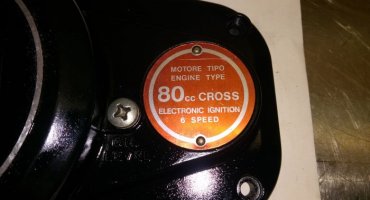 MOTORE TIPO
ENGINE TYPE
80cc CROSS
ELECTRONIC IGNITION
6 SPEED